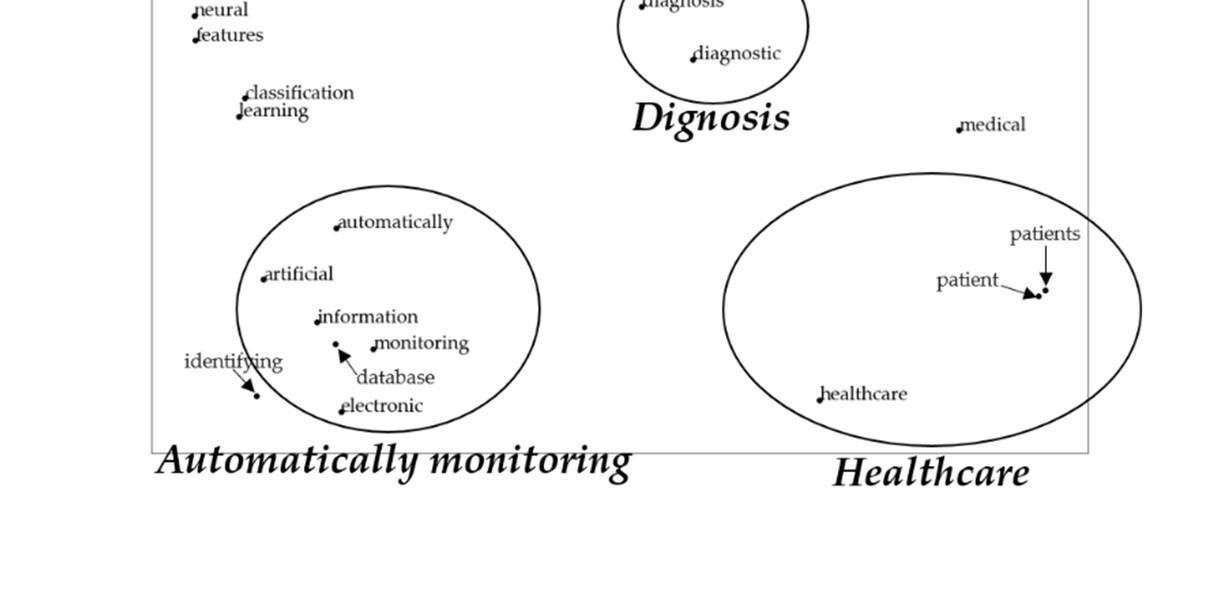 neural
diagnosis
features
diagnostic
classification
learning
Dignosis
medical
automatically
patients
artificial
patient
information
monitoring
identifying
database
healthcare
electronic
Automatically monitoring
Healthcare